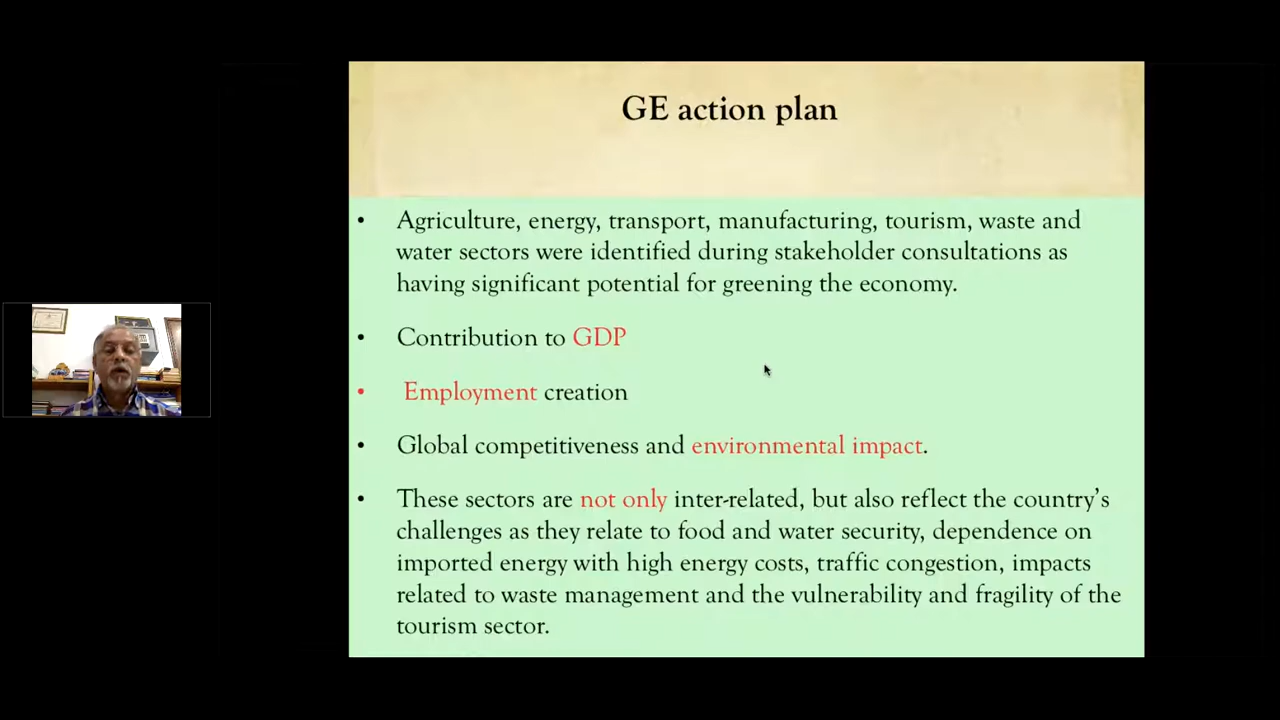 GE action plan
• Agriculture, energy, transport, manufacturing, tourism, waste and
water sectors were identified during stakeholder consultations as
having significant potential for greening the economy.
• Contribution to GDP
• Employment creation
• Global competitiveness and environmental impact.
• These sectors are not only inter-related, but also reflect the country's
challenges as they relate to food and water security, dependence on
imported energy with high energy costs, traffic congestion, impacts
related to waste management and the vulnerability and fragility of the
tourism sector.